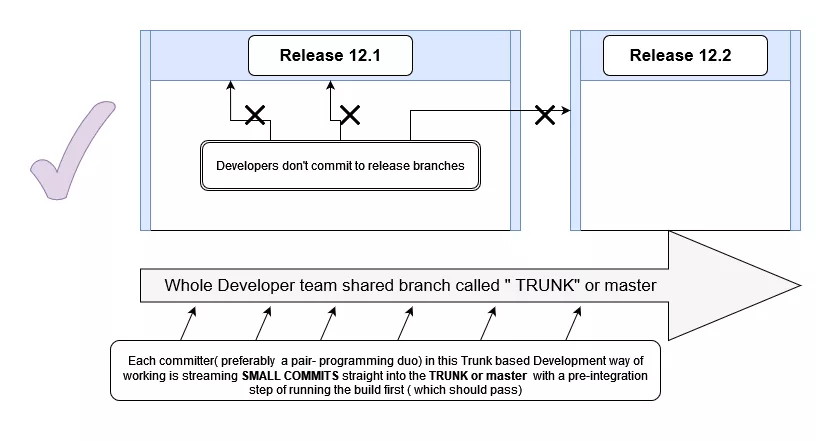 Release 12.1
Release 12.2
Developers don't commit to release branches
Whole Developer team shared branch called " TRUNK" or master
Each committer( preferably a pair- programming duo) in this Trunk based Development way of
working is streaming SMALL COMMITS straight into the TRUNK or master with a pre-integration
step of running the build first ( which should pass)